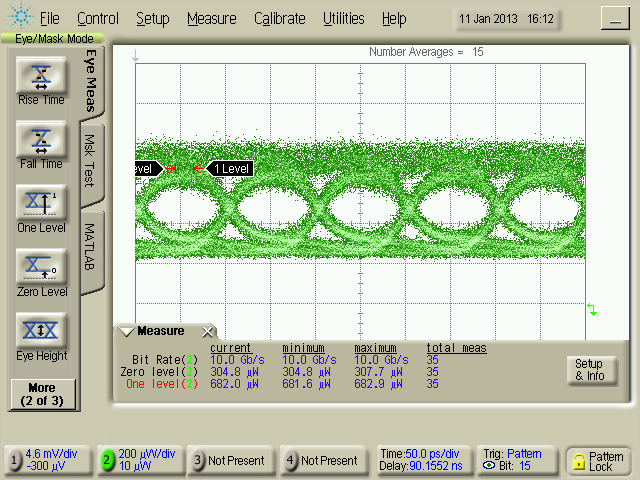 File Control Setup Measure Calibrate Utilities Help 11 Jan 2013 16:12
Eye/Mask Mode
Number Averages = 15
Eye Meas
Rise Time
Fall Time
Msk Test
One Level
MATLAB
Zero Level
Eye Height
More
(2 of 3)
evel 1 Level
Measure
current minimum maximum total meas
Bit Rate(2) 10.0 Gb/s 10.0 Gb/s 10.0 Gb/s 35
Zero level(2) 304.8 µW 304.8 µW 307.7 µW 35
One level(2) 682.0 µW 681.6 µW 682.9 µW 35
Setup
& Info
1 4.6 mV/div
-300 µV
2 200 µW/div
10 µW
3 Not Present
4 Not Present
Time:50.0 ps/div
Delay:90.1552 ns
Trig: Pattern
Bit: 15
Pattern
Lock